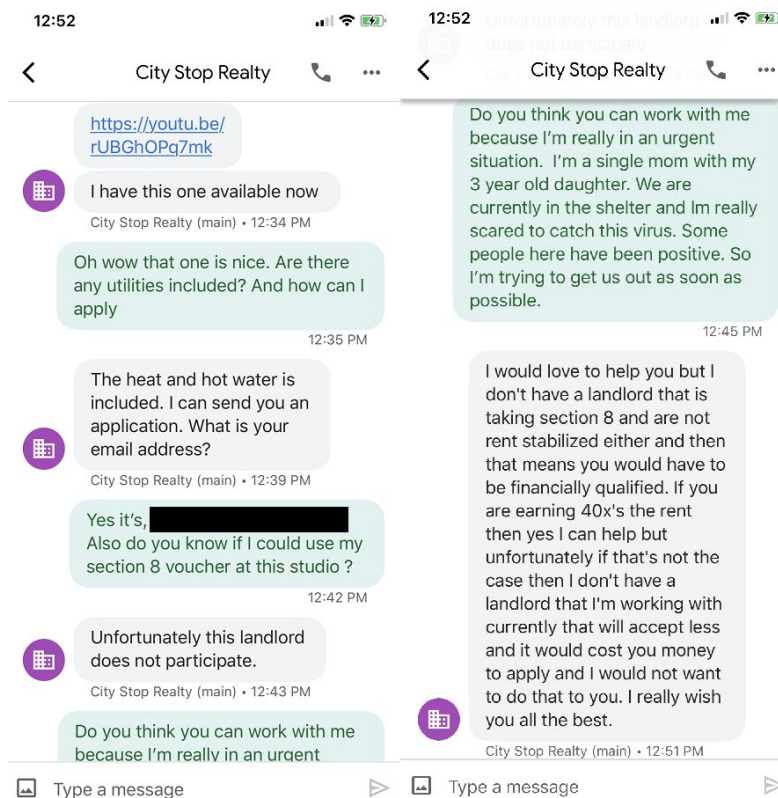 12:52
City Stop Realty
https://youtu.be/
rUBGhOPq7mk
I have this one available now
City Stop Realty (main) • 12:34 PM
Oh wow that one is nice. Are there
any utilities included? And how can I
apply
12:35 PM
The heat and hot water is
included. I can send you an
application. What is your
email address?
City Stop Realty (main) • 12:39 PM
Yes it’s,
Also do you know if I could use my
section 8 voucher at this studio ?
12:42 PM
Unfortunately this landlord
does not participate.
City Stop Realty (main) • 12:43 PM
Do you think you can work with me
because I’m really in an urgent
Type a message
12:52
Unfortunately this landlord
does not participate.
City Stop Realty
Do you think you can work with me
because I’m really in an urgent
situation.  I’m a single mom with my
3 year old daughter. We are
currently in the shelter and Im really
scared to catch this virus. Some
people here have been positive. So
I’m trying to get us out as soon as
possible.
12:45 PM
I would love to help you but I
don't have a landlord that is
taking section 8 and are not
rent stabilized either and then
that means you would have to
be financially qualified. If you
are earning 40x's the rent
then yes I can help but
unfortunately if that's not the
case then I don't have a
landlord that I'm working with
currently that will accept less
and it would cost you money
to apply and I would not want
to do that to you. I really wish
you all the best.
City Stop Realty (main) • 12:51 PM
Type a message